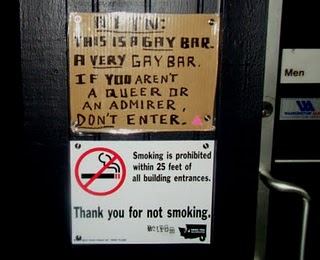 ATTN:
THIS IS A GAY BAR.
A VERY GAY BAR.
IF YOU AREN'T
A QUEER OR
AN ADMIRER,
DON'T ENTER.
Men
Smoking is prohibited
within 25 feet of
all building entrances.
Thank you for not smoking.